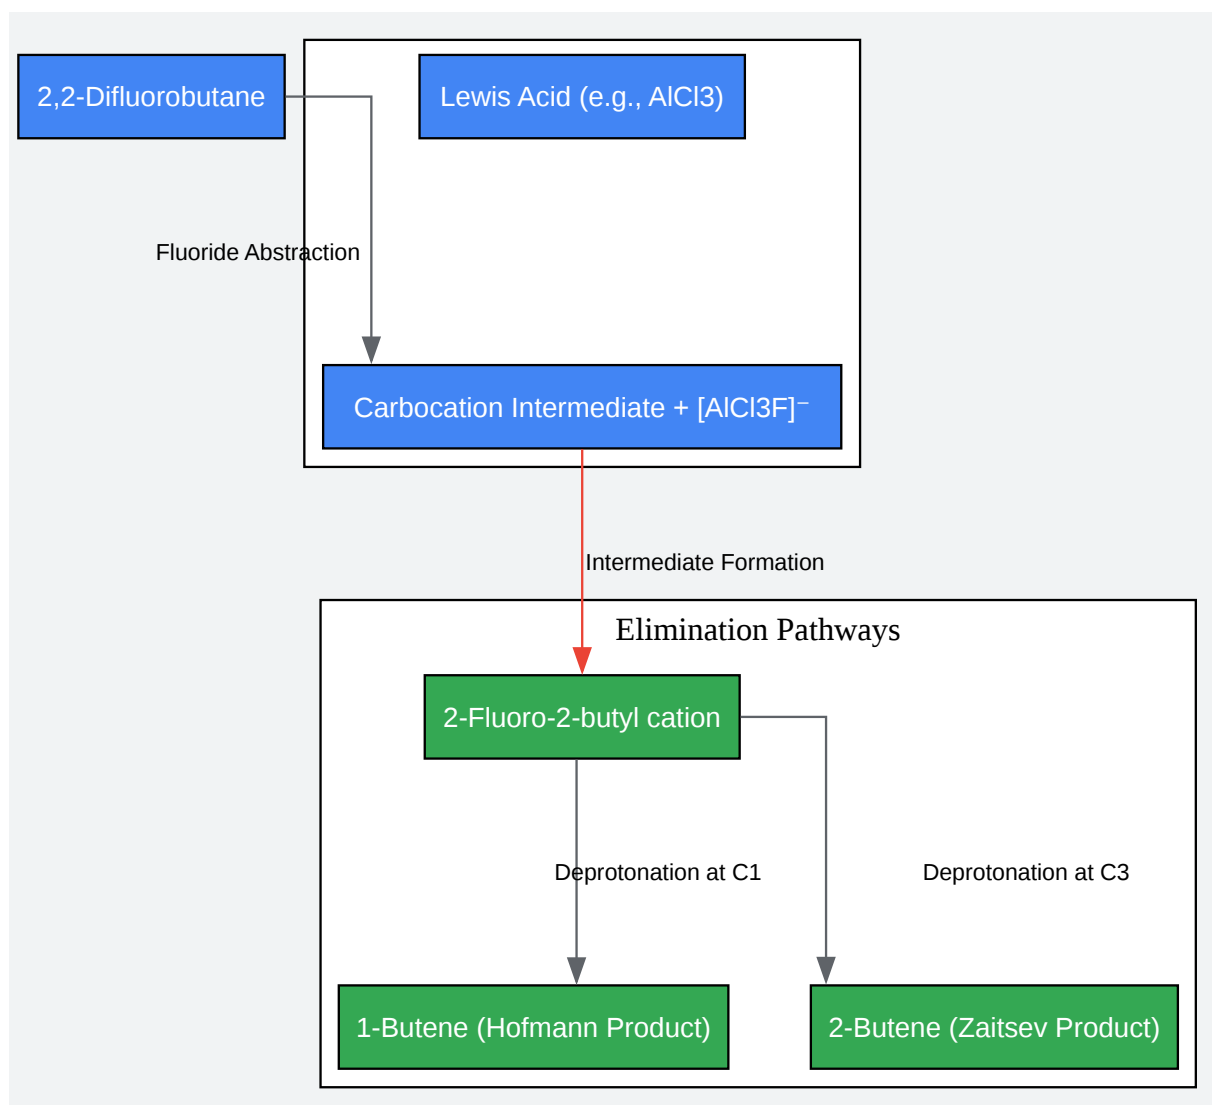 2,2-Difluorobutane
Lewis Acid (e.g., AlCl3)
Fluoride Abstraction
Carbocation Intermediate + [AlCl3F]⁻
Intermediate Formation
Elimination Pathways
2-Fluoro-2-butyl cation
Deprotonation at C1
Deprotonation at C3
1-Butene (Hofmann Product)
2-Butene (Zaitsev Product)